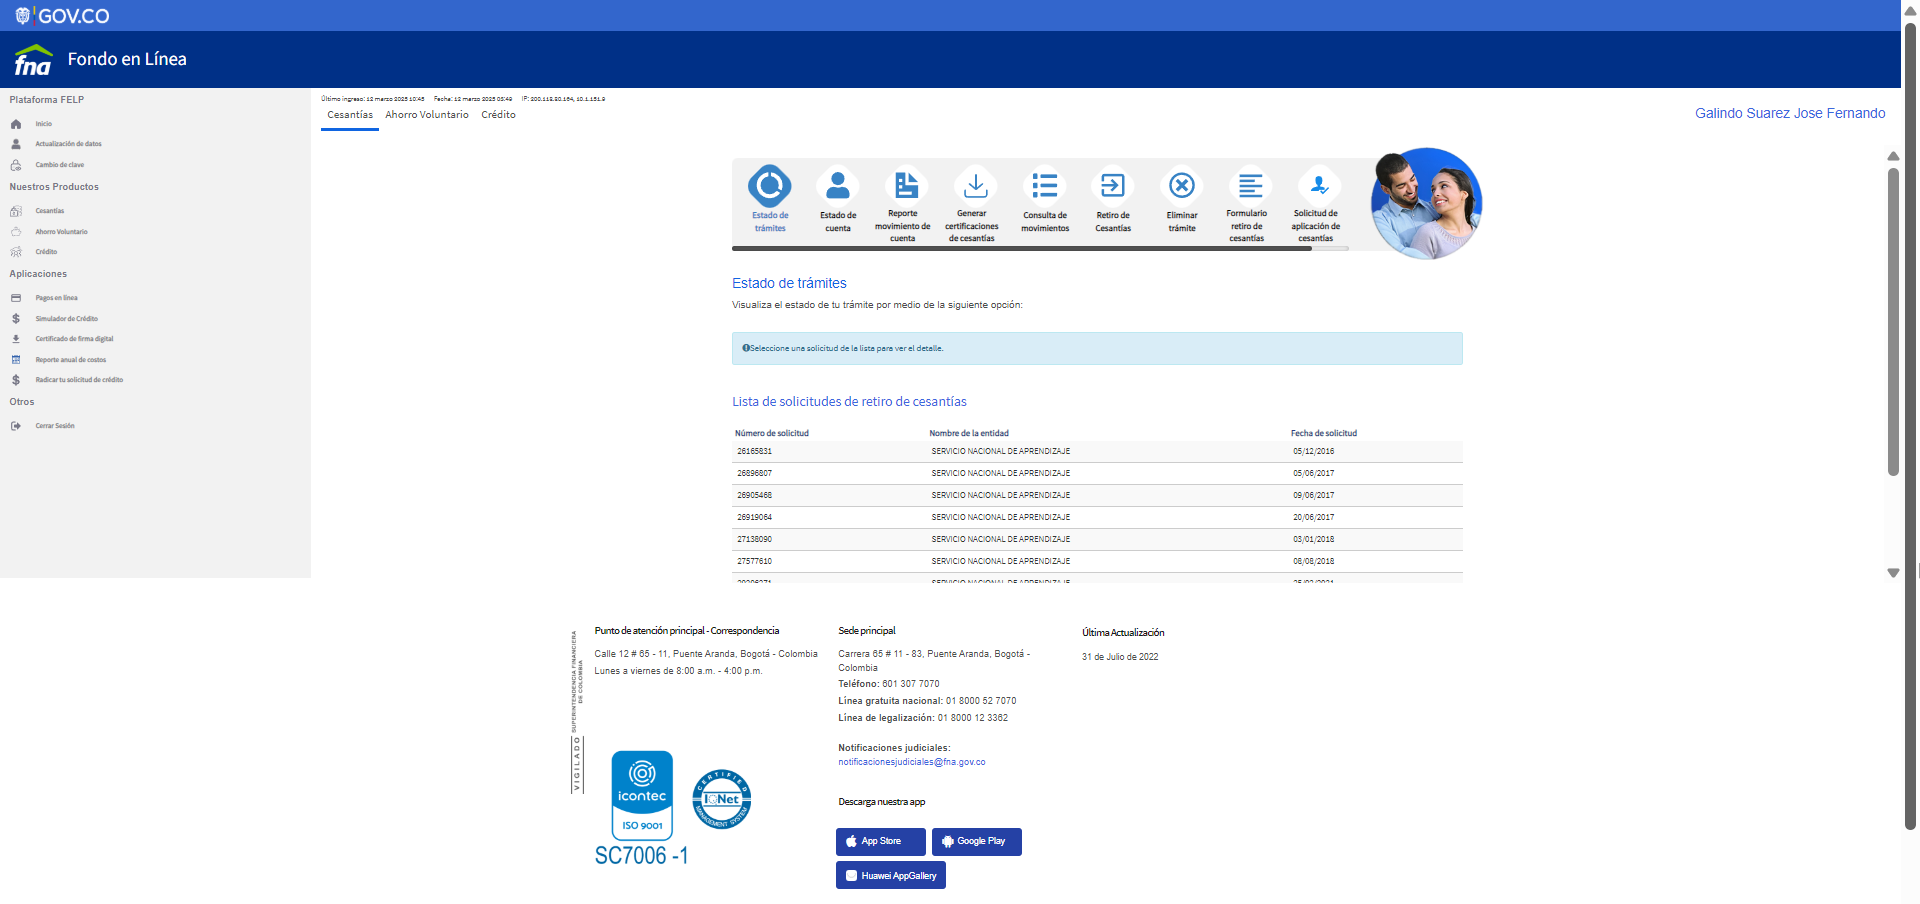 GOV.CO
fna Fondo en Línea
Plataforma FELP
Inicio
Actualización de datos
Cambio de clave
Nuestros Productos
Cesantías
Ahorro Voluntario
Crédito
Aplicaciones
Pagos en línea
Simulador de Crédito
Certificado de firma digital
Reporte anual de costos
Radicar tu solicitud de crédito
Otros
Cerrar Sesión
Último ingreso: 12 marzo 2025 10:45 Fecha: 12 marzo 2025 05:49 IP: 200.118.80.164, 10.1.151.9
Cesantías Ahorro Voluntario Crédito
Galindo Suarez Jose Fernando
Estado de trámites
Estado de cuenta
Reporte movimiento de cuenta
Generar certificaciones de cesantías
Consulta de movimientos
Retiro de Cesantías
Eliminar trámite
Formulario retiro de cesantías
Solicitud de aplicación de cesantías
Estado de trámites
Visualiza el estado de tu trámite por medio de la siguiente opción:
Seleccione una solicitud de la lista para ver el detalle.
Lista de solicitudes de retiro de cesantías
Número de solicitud Nombre de la entidad Fecha de solicitud
26165831 SERVICIO NACIONAL DE APRENDIZAJE 05/12/2016
26896807 SERVICIO NACIONAL DE APRENDIZAJE 05/06/2017
26905468 SERVICIO NACIONAL DE APRENDIZAJE 09/06/2017
26919064 SERVICIO NACIONAL DE APRENDIZAJE 20/06/2017
27138090 SERVICIO NACIONAL DE APRENDIZAJE 03/01/2018
27577610 SERVICIO NACIONAL DE APRENDIZAJE 08/08/2018
SERVICIO NACIONAL DE APRENDIZAJE
VIGILADO SUPERINTENDENCIA FINANCIERA
DE COLOMBIA
Punto de atención principal - Correspondencia
Calle 12 # 65 - 11, Puente Aranda, Bogotá - Colombia
Lunes a viernes de 8:00 a.m. - 4:00 p.m.
icontec
ISO 9001
SC7006 -1
CERTIFIED
IQNet
MANAGEMENT SYSTEM
Sede principal
Carrera 65 # 11 - 83, Puente Aranda, Bogotá -
Colombia
Teléfono: 601 307 7070
Línea gratuita nacional: 01 8000 52 7070
Línea de legalización: 01 8000 12 3362
Notificaciones judiciales:
notificacionesjudiciales@fna.gov.co
Descarga nuestra app
App Store
Google Play
Huawei AppGallery
Última Actualización
31 de Julio de 2022